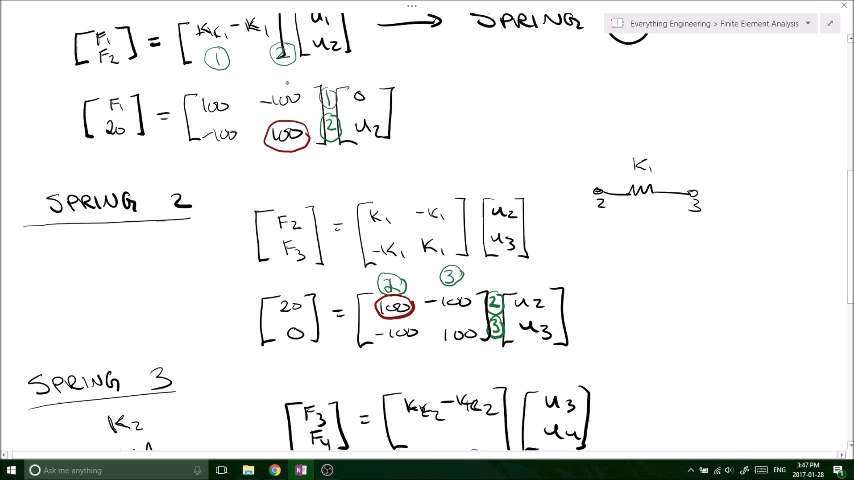 Everything Engineering > Finite Element Analysis
[F1 F2] = [K1 -K1] [u1 u2] → SPRING
1 2
[F1 20] = [100 -100 -100 100] 1 2 [0 u2]
K1
2 3
SPRING 2
[F2 F3] = [K1 -K1 -K1 K1] [u2 u3]
2 3
[20 0] = [100 -100 -100 100] 2 3 [u2 u3]
SPRING 3
K2
[F3 F4] = [K2 -K2] [u3 u4]
Ask me anything
ENG
3:47 PM
2017-01-28